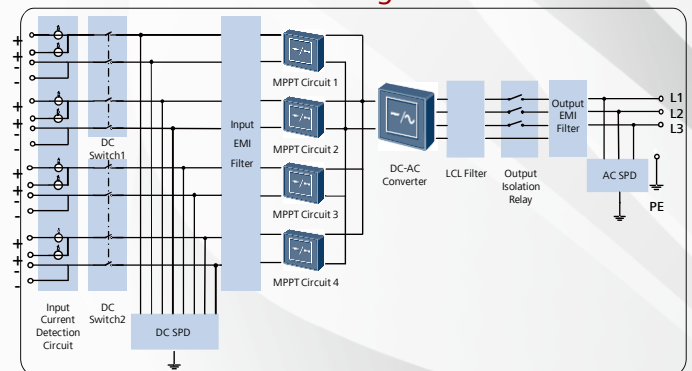 +
+
-
-
+
+
-
-
+
+
-
-
+
+
-
-
Input
Current
Detection
Circuit
DC
Switch1
DC
Switch2
DC SPD
Input
EMI
Filter
MPPT Circuit 1
MPPT Circuit 2
MPPT Circuit 3
MPPT Circuit 4
DC-AC
Converter
LCL Filter
Output
Isolation
Relay
Output
EMI
Filter
L1
L2
L3
AC SPD
PE